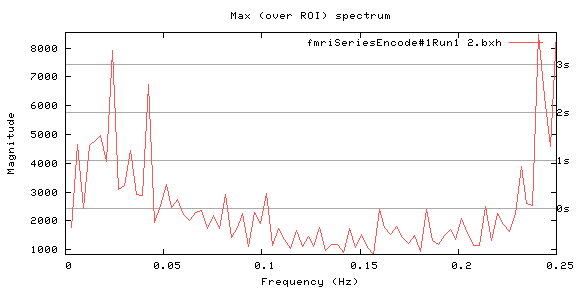 Max (over ROI) spectrum
fmriSeriesEncode#1Run1 2.bxh
8000
7000
6000
5000
4000
3000
2000
1000
Magnitude
3s
2s
1s
0s
0 0.05 0.1 0.15 0.2 0.25
Frequency (Hz)